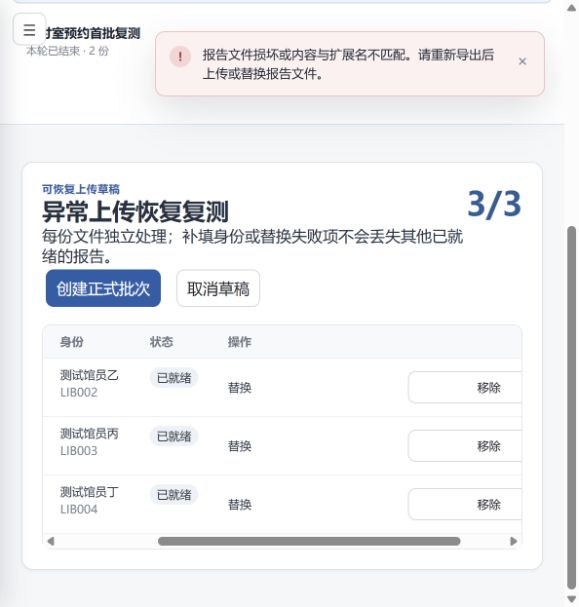 时室预约首批复测
本轮已结束 · 2 份
!
报告文件损坏或内容与扩展名不匹配。请重新导出后
上传或替换报告文件。
×
可恢复上传草稿
异常上传恢复复测
3/3
每份文件独立处理；补填身份或替换失败项不会丢失其他已就
绪的报告。
创建正式批次
取消草稿
身份 状态 操作
测试馆员乙 已就绪 替换 移除
LIB002
测试馆员丙 已就绪 替换 移除
LIB003
测试馆员丁 已就绪 替换 移除
LIB004